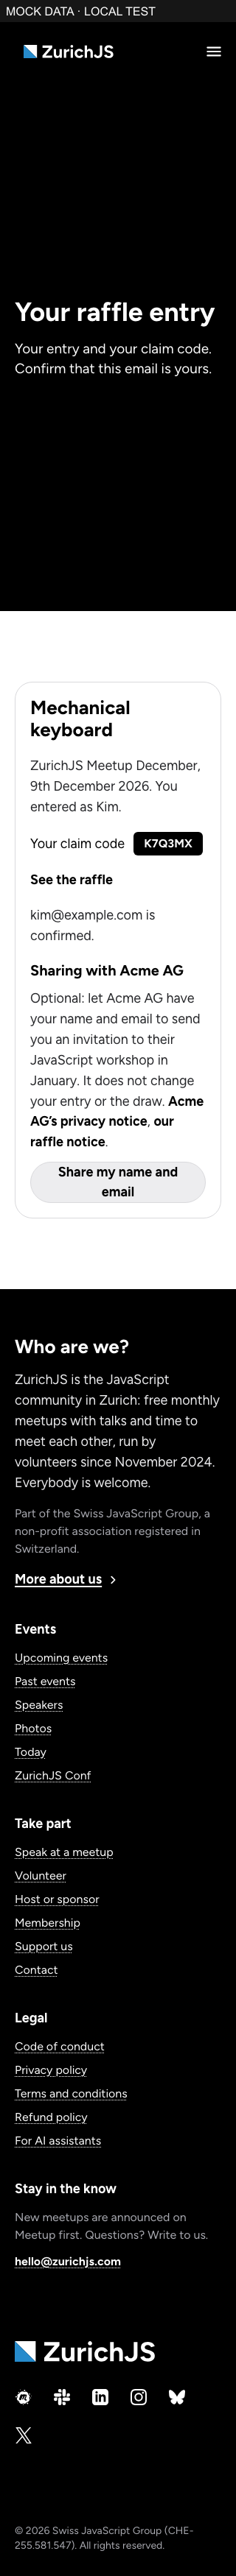 MOCK DATA · LOCAL TEST
ZurichJS
Your raffle entry
Your entry and your claim code.
Confirm that this email is yours.
Mechanical
keyboard
ZurichJS Meetup December,
9th December 2026. You
entered as Kim.
Your claim code K7Q3MX
See the raffle
kim@example.com is
confirmed.
Sharing with Acme AG
Optional: let Acme AG have
your name and email to send
you an invitation to their
JavaScript workshop in
January. It does not change
your entry or the draw. Acme
AG’s privacy notice, our
raffle notice.
Share my name and
email
Who are we?
ZurichJS is the JavaScript
community in Zurich: free monthly
meetups with talks and time to
meet each other, run by
volunteers since November 2024.
Everybody is welcome.
Part of the Swiss JavaScript Group, a
non-profit association registered in
Switzerland.
More about us
Events
Upcoming events
Past events
Speakers
Photos
Today
ZurichJS Conf
Take part
Speak at a meetup
Volunteer
Host or sponsor
Membership
Support us
Contact
Legal
Code of conduct
Privacy policy
Terms and conditions
Refund policy
For AI assistants
Stay in the know
New meetups are announced on
Meetup first. Questions? Write to us.
hello@zurichjs.com
ZurichJS
© 2026 Swiss JavaScript Group (CHE-
255.581.547). All rights reserved.